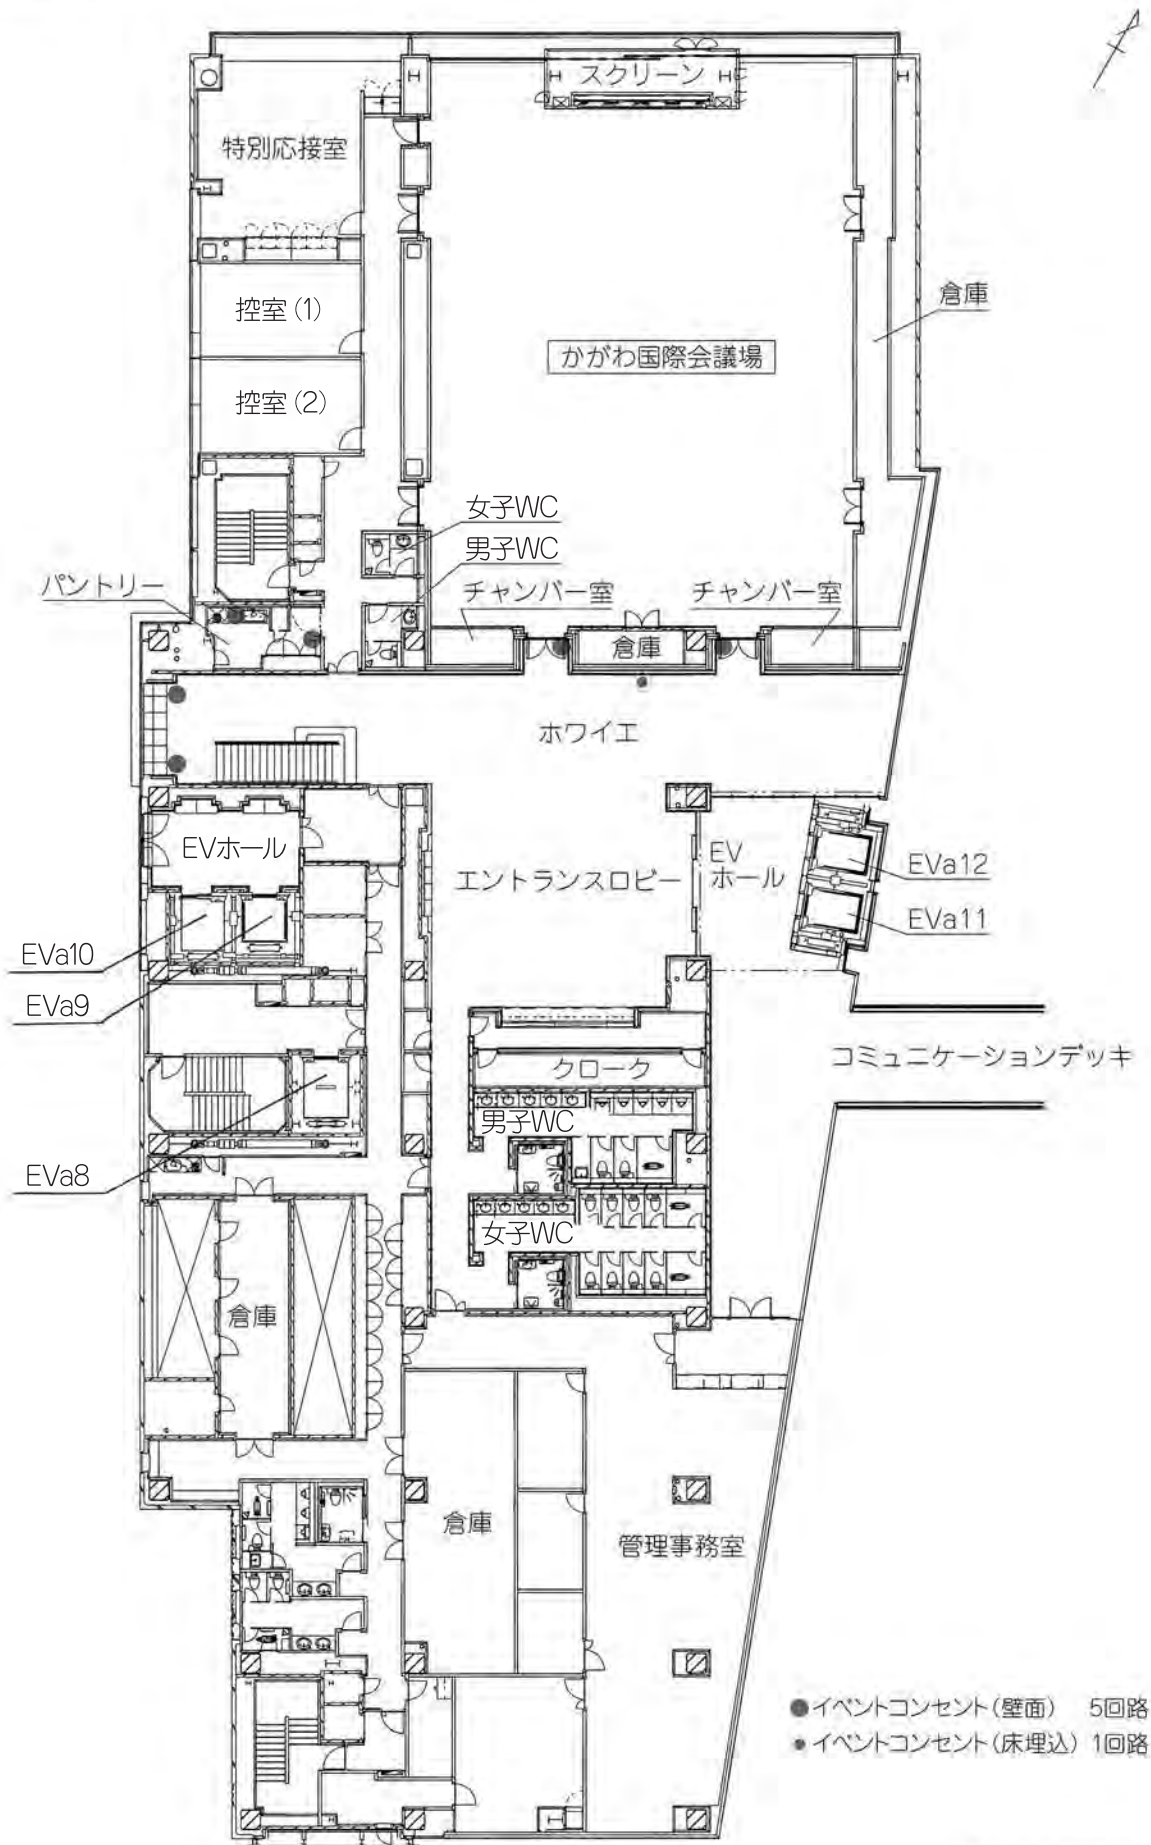 スクリーン
特別応接室
倉庫
控室(1)
かがわ国際会議場
控室(2)
女子WC
男子WC
パントリー
チャンバー室
チャンバー室
倉庫
ホワイエ
EVホール
エントランスロビー
EV
ホール
EVa12
EVa11
EVa10
EVa9
コミュニケーションデッキ
クローク
男子WC
EVa8
女子WC
倉庫
倉庫
管理事務室
イベントコンセント(壁面) 5回路
イベントコンセント(床埋込) 1回路